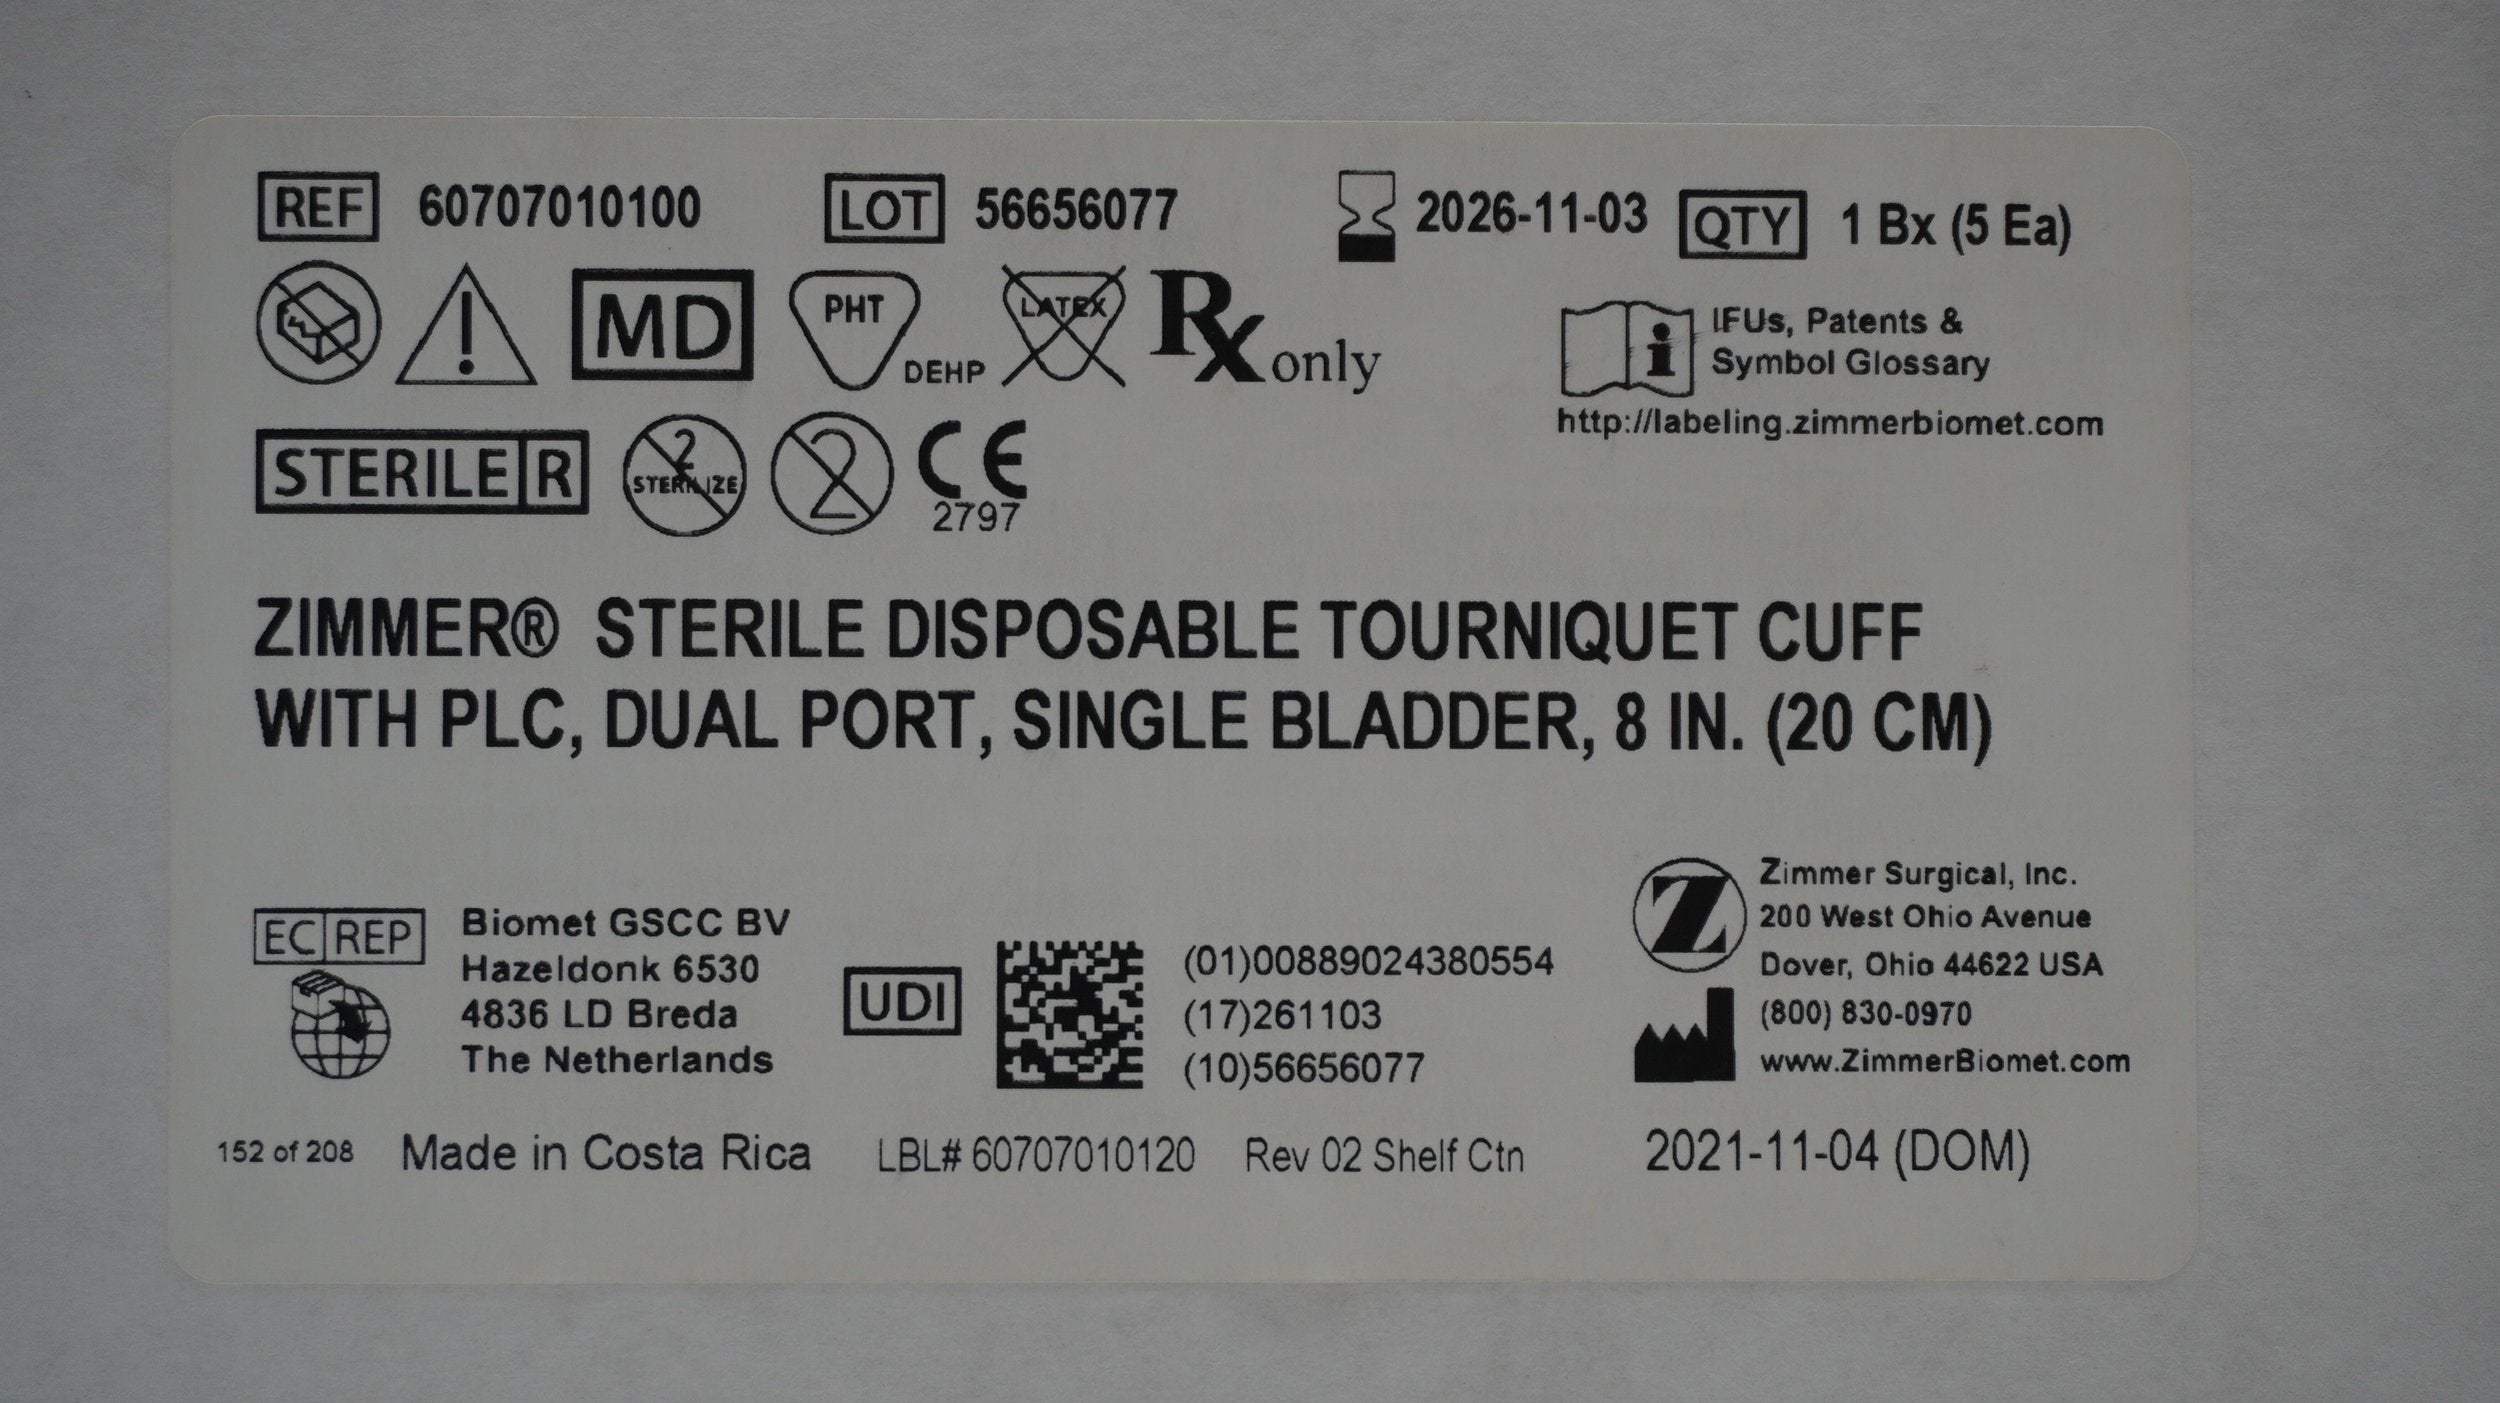 REF 60707010100 LOT 56656077 2026-11-03 QTY 1 Bx (5 Ea)
MD PHT DEHP LATEX Rx only
IFUs, Patents &
Symbol Glossary
http://labeling.zimmerbiomet.com
STERILE R 2 STERILIZE 2 CE
2797
ZIMMER® STERILE DISPOSABLE TOURNIQUET CUFF
WITH PLC, DUAL PORT, SINGLE BLADDER, 8 IN. (20 CM)
EC REP
Biomet GSCC BV
Hazeldonk 6530
4836 LD Breda
The Netherlands
UDI
(01)00889024380554
(17)261103
(10)56656077
Z
Zimmer Surgical, Inc.
200 West Ohio Avenue
Dover, Ohio 44622 USA
(800) 830-0970
www.ZimmerBiomet.com
152 of 208 Made in Costa Rica LBL# 60707010120 Rev 02 Shelf Ctn 2021-11-04 (DOM)